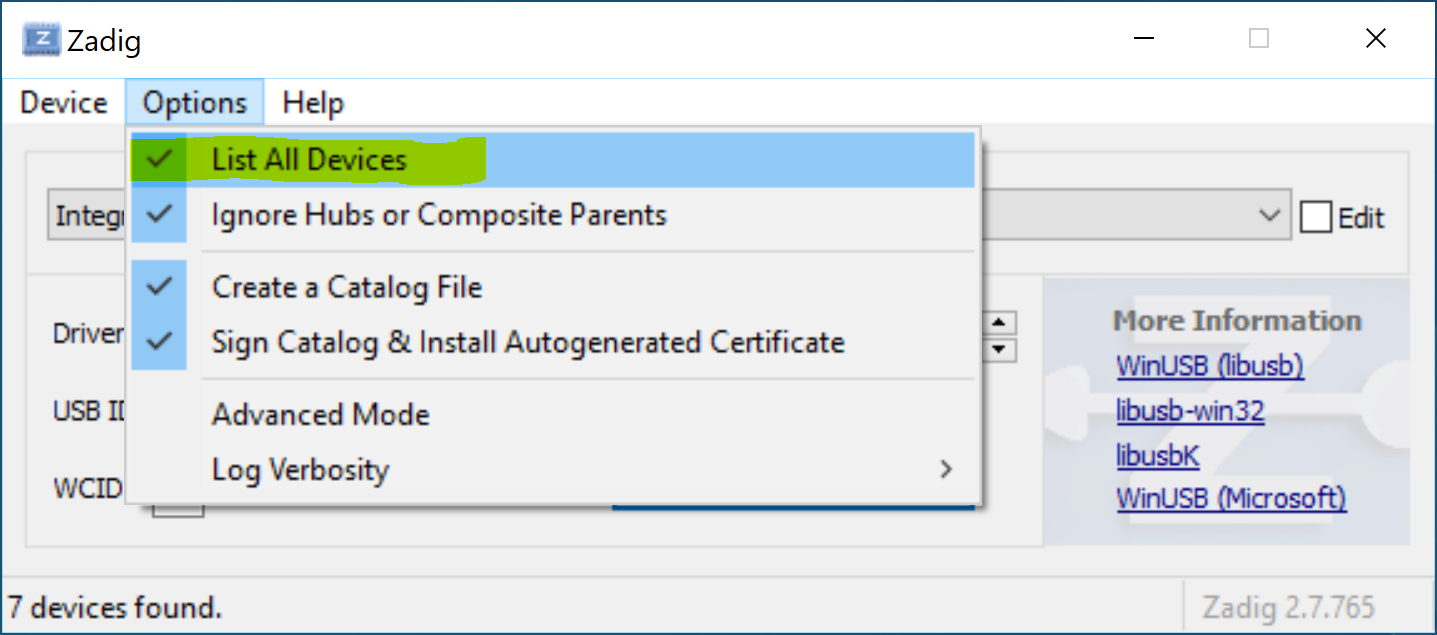 Zadig
Device Options Help
List All Devices
Ignore Hubs or Composite Parents
Integ Edit
Create a Catalog File
Sign Catalog & Install Autogenerated Certificate
Driver
USB ID
WCID
Advanced Mode
Log Verbosity
More Information
WinUSB (libusb)
libusb-win32
libusbK
WinUSB (Microsoft)
7 devices found.
Zadig 2.7.765